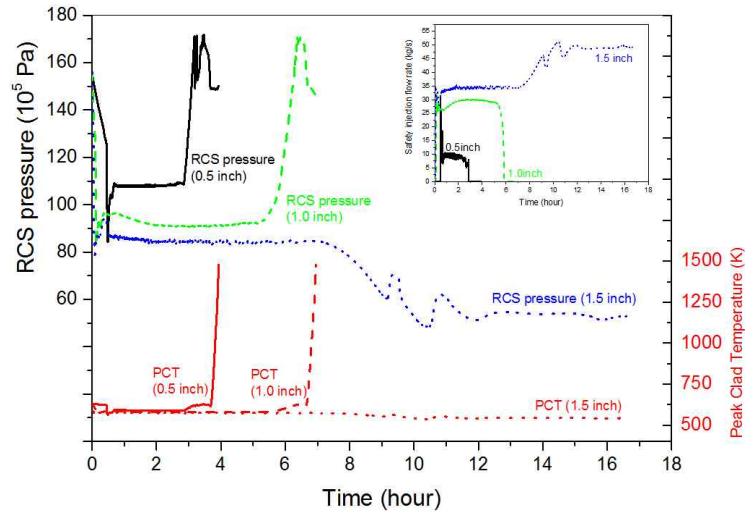 RCS pressure (10⁵ Pa)
180
160
140
120
100
80
60
RCS pressure
(0.5 inch)
RCS pressure
(1.0 inch)
RCS pressure (1.5 inch)
PCT
(0.5 inch)
PCT
(1.0 inch)
PCT (1.5 inch)
Safety injection flow rate (kg/s)
65
60
55
50
45
40
35
30
25
20
15
10
5
0
1.5 inch
0.5inch
1.0inch
0 2 4 6 8 10 12 14 16 18
Time (hour)
1500
1250
1000
750
500
Peak Clad Temperature (K)
0 2 4 6 8 10 12 14 16 18
Time (hour)